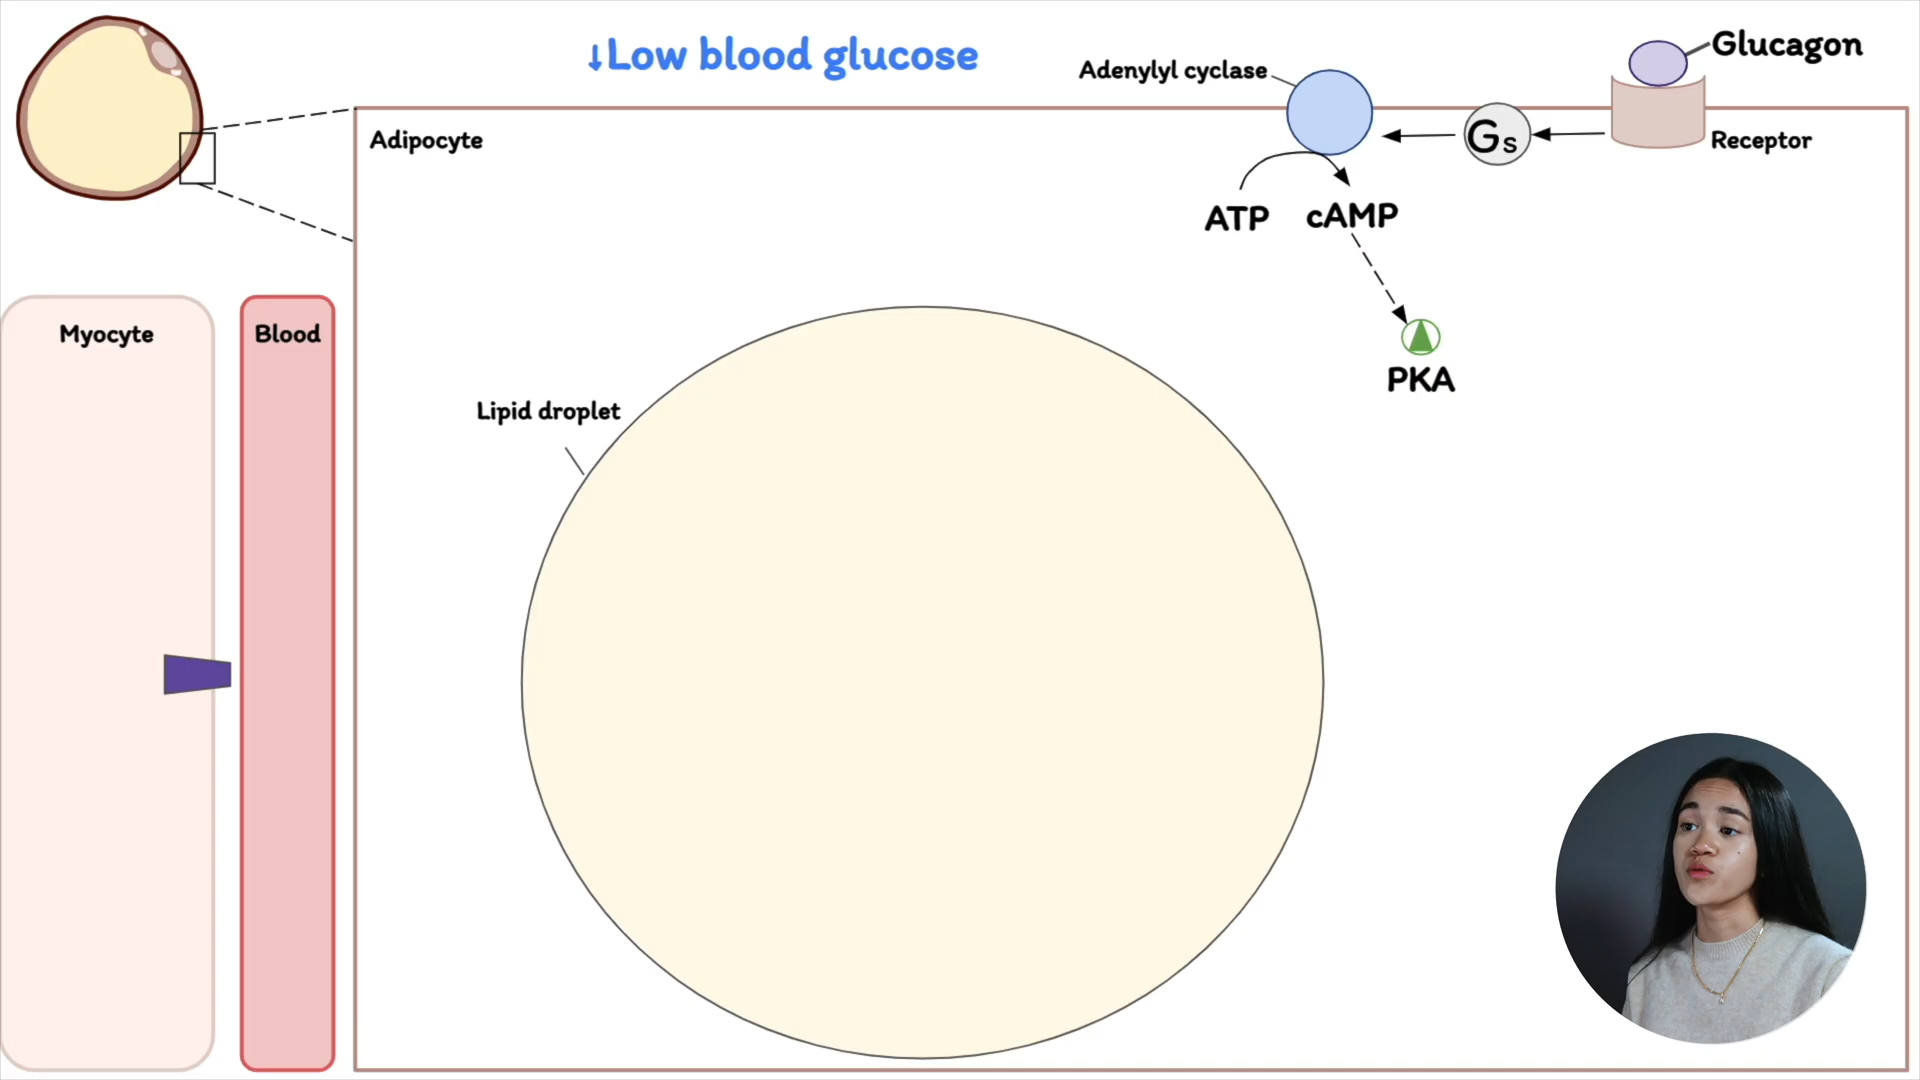 ↓Low blood glucose
Glucagon
Adenylyl cyclase
Gs
Receptor
Adipocyte
ATP
cAMP
PKA
Myocyte
Blood
Lipid droplet